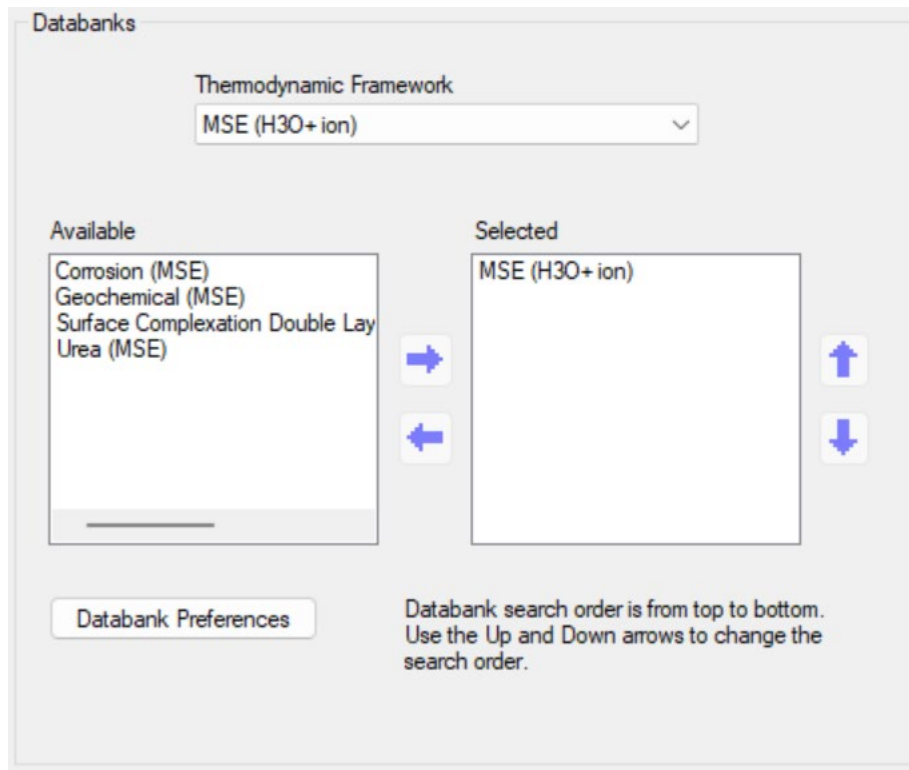 Databanks
Thermodynamic Framework
MSE (H3O+ ion)
Available
Corrosion (MSE)
Geochemical (MSE)
Surface Complexation Double Lay
Urea (MSE)
Selected
MSE (H3O+ ion)
Databank Preferences
Databank search order is from top to bottom.
Use the Up and Down arrows to change the
search order.